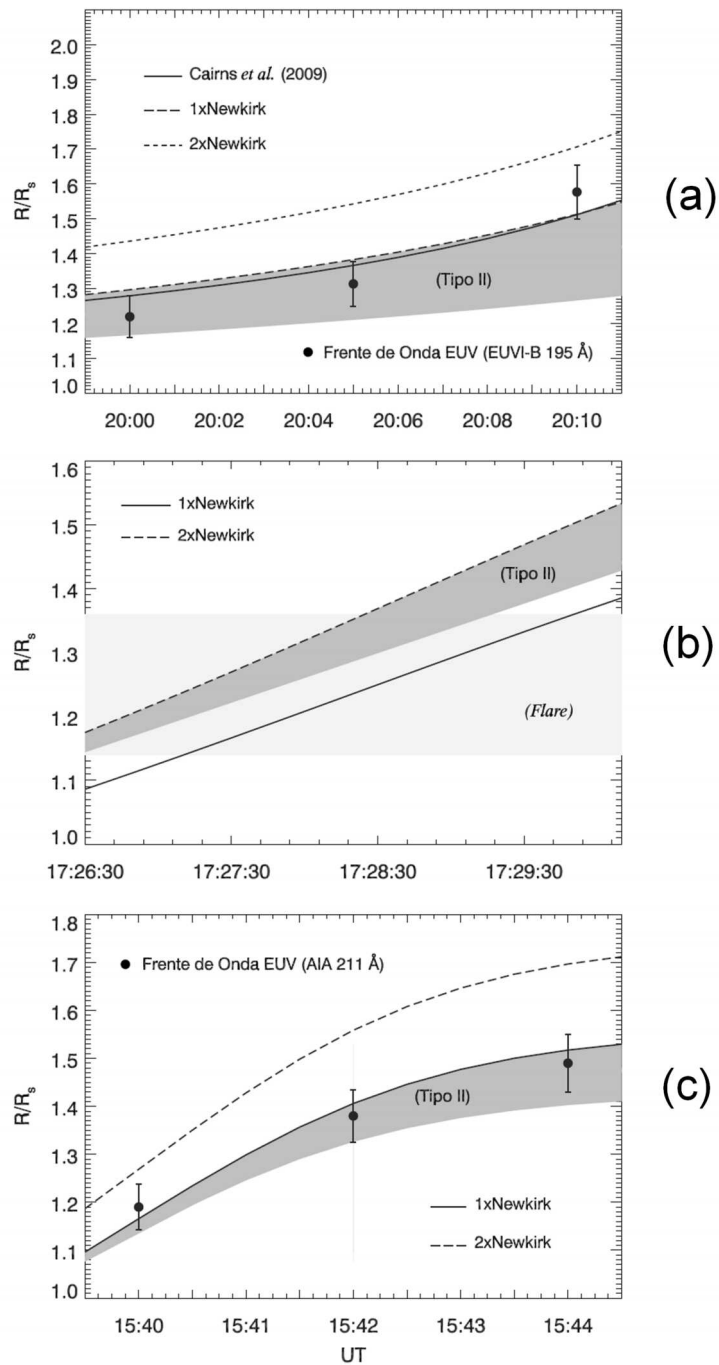 2.0
1.9
1.8
1.7
1.6
1.5
1.4
1.3
1.2
1.1
1.0
R/Rs
Cairns et al. (2009)
1xNewkirk
2xNewkirk
(Tipo II)
Frente de Onda EUV (EUVI-B 195 Å)
20:00 20:02 20:04 20:06 20:08 20:10
(a)
1.6
1.5
1.4
1.3
1.2
1.1
1.0
R/Rs
1xNewkirk
2xNewkirk
(Tipo II)
(Flare)
17:26:30 17:27:30 17:28:30 17:29:30
(b)
1.8
1.7
1.6
1.5
1.4
1.3
1.2
1.1
1.0
R/Rs
Frente de Onda EUV (AIA 211 Å)
(Tipo II)
1xNewkirk
2xNewkirk
15:40 15:41 15:42 15:43 15:44
UT
(c)